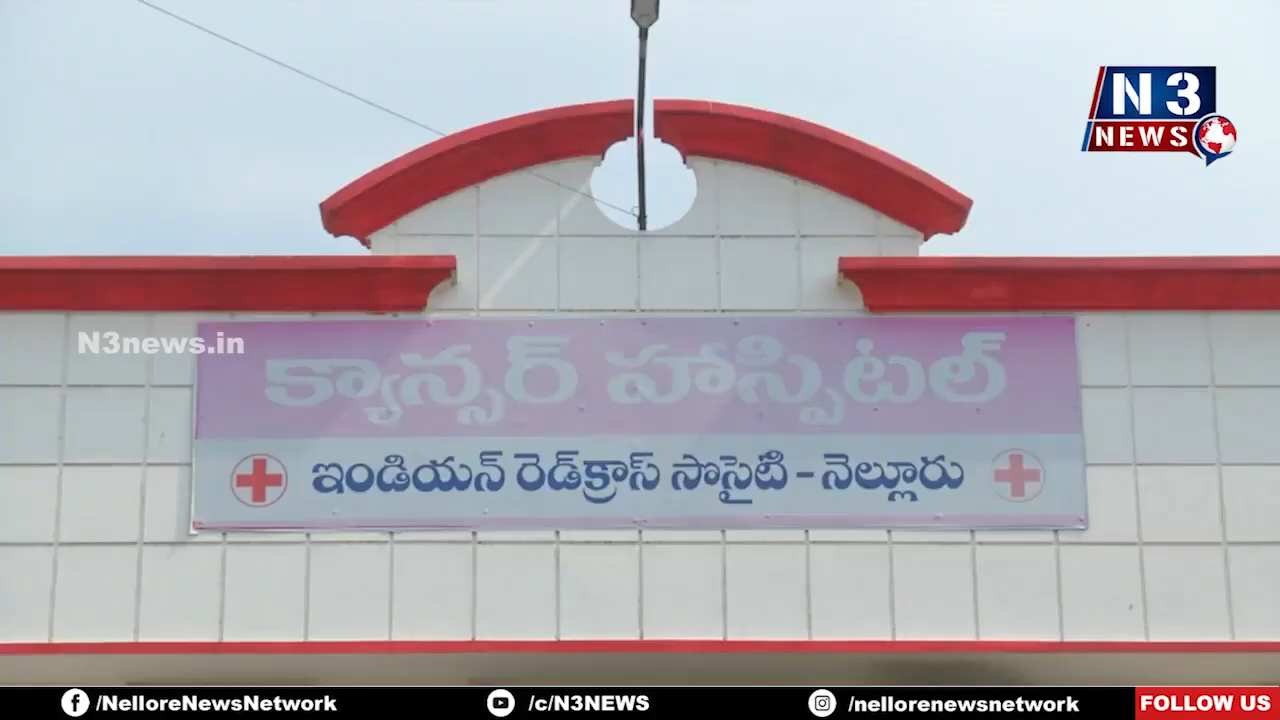 N3
NEWS
N3news.in
క్యాన్సర్ హాస్పిటల్
ఇండియన్ రెడ్‌క్రాస్ సొసైటి - నెల్లూరు
/NelloreNewsNetwork
/c/N3NEWS
/nellorenewsnetwork
FOLLOW US